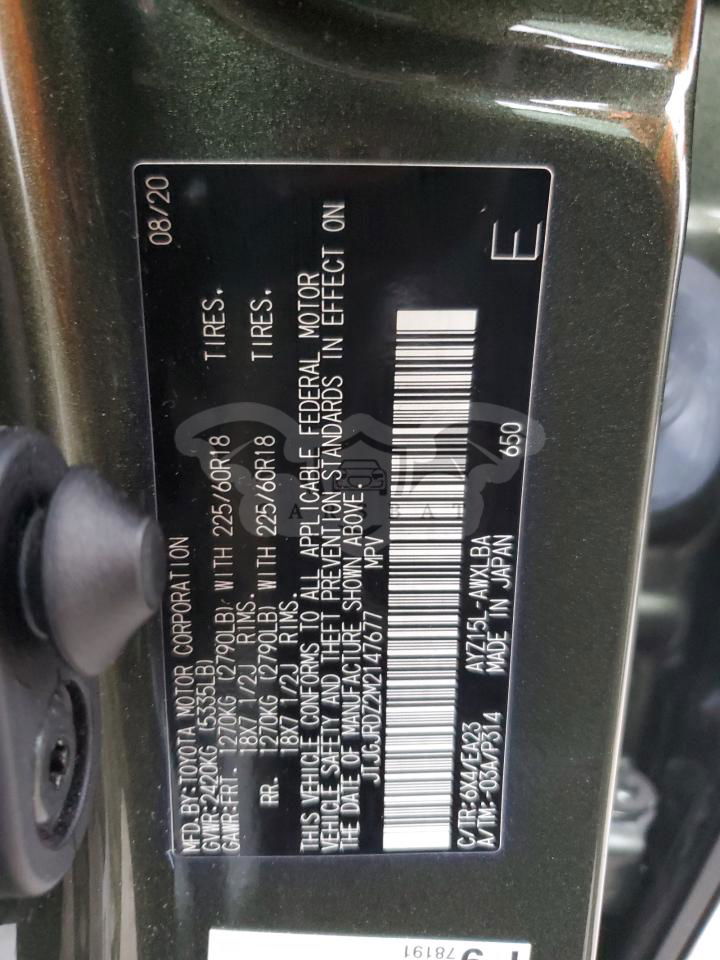 MFD.BY:TOYOTA MOTOR CORPORATION 08/20
GVWR:2420KG (5335LB)
GAWR:FRT. 1270KG (2790LB) WITH 225/60R18 TIRES.
18X7 1/2J RIMS.
RR. 1270KG (2790LB) WITH 225/60R18 TIRES.
18X7 1/2J RIMS.
THIS VEHICLE CONFORMS TO ALL APPLICABLE FEDERAL MOTOR
VEHICLE SAFETY AND THEFT PREVENTION STANDARDS IN EFFECT ON
THE DATE OF MANUFACTURE SHOWN ABOVE.
JTJGJRDZ2M2147677 MPV
C/TR:6X4/EA23 AYZ15L-AWXLBA 650
A/TM:-03A/P314 MADE IN JAPAN E
78191